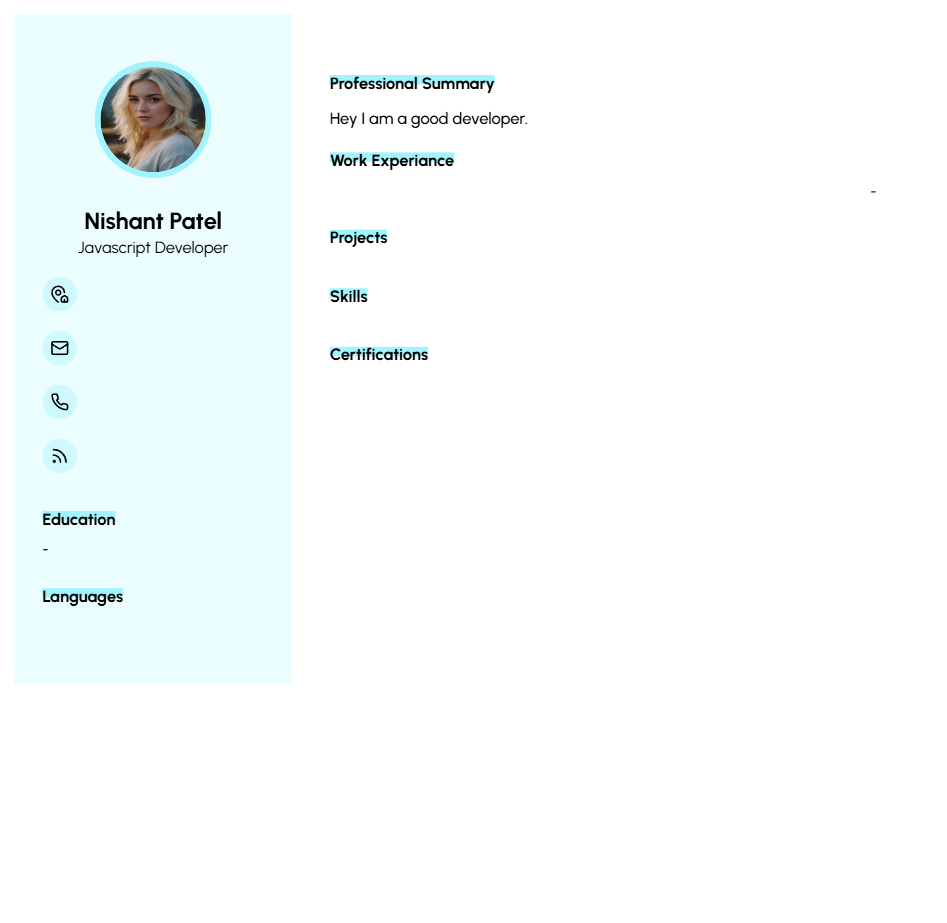 Nishant Patel
Javascript Developer
Education
-
Languages
Professional Summary
Hey I am a good developer.
Work Experiance
-
Projects
Skills
Certifications